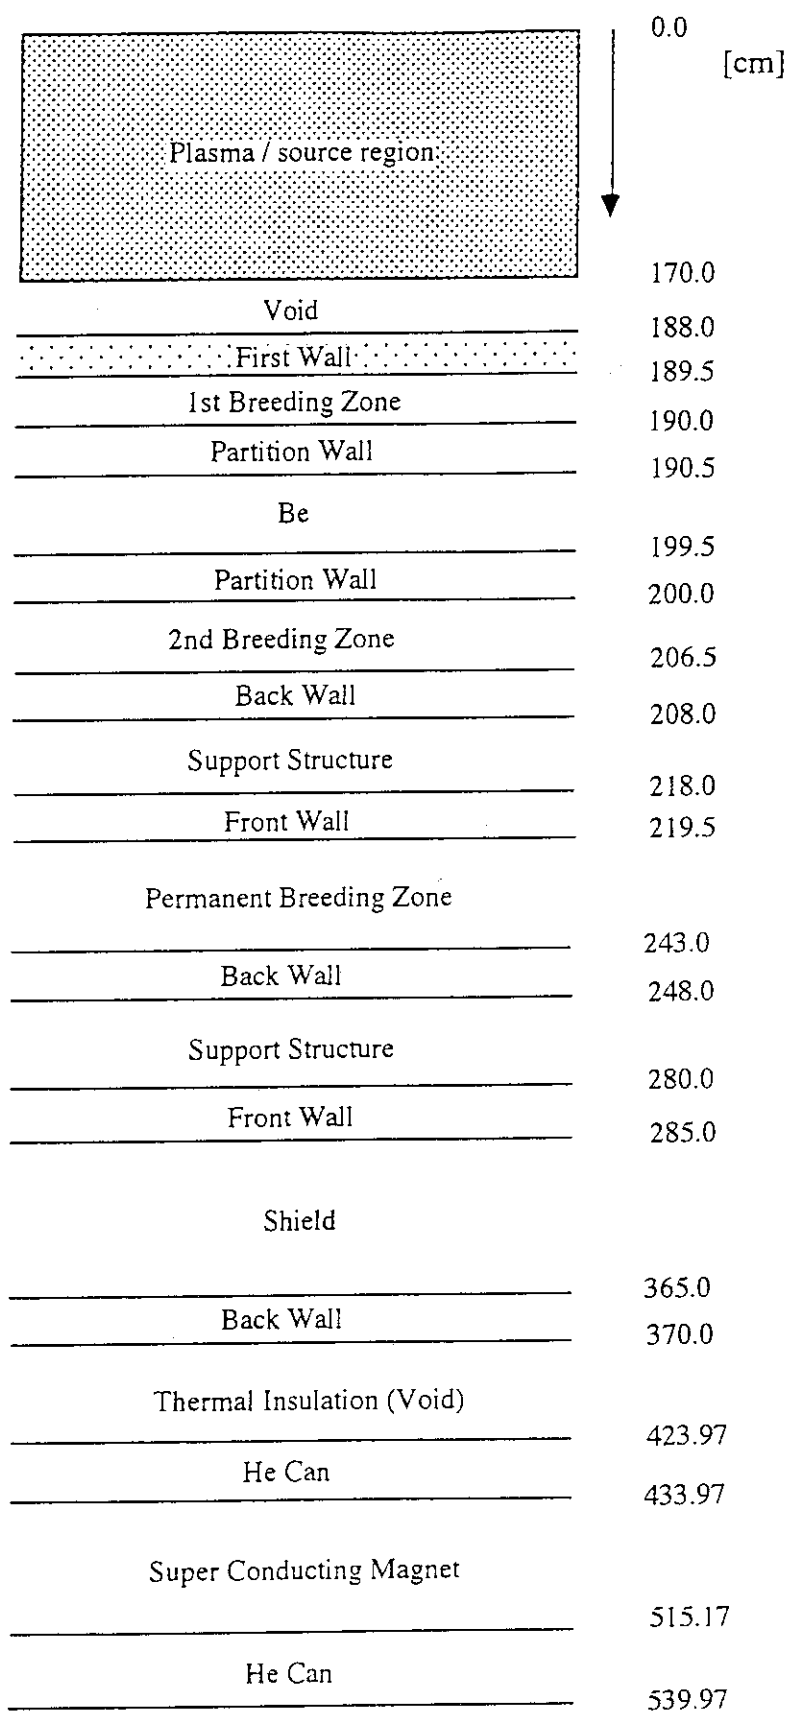 0.0
[cm]
Plasma / source region
170.0
Void
188.0
First Wall
189.5
1st Breeding Zone
190.0
Partition Wall
190.5
Be
199.5
Partition Wall
200.0
2nd Breeding Zone
206.5
Back Wall
208.0
Support Structure
218.0
Front Wall
219.5
Permanent Breeding Zone
243.0
Back Wall
248.0
Support Structure
280.0
Front Wall
285.0
Shield
365.0
Back Wall
370.0
Thermal Insulation (Void)
423.97
He Can
433.97
Super Conducting Magnet
515.17
He Can
539.97